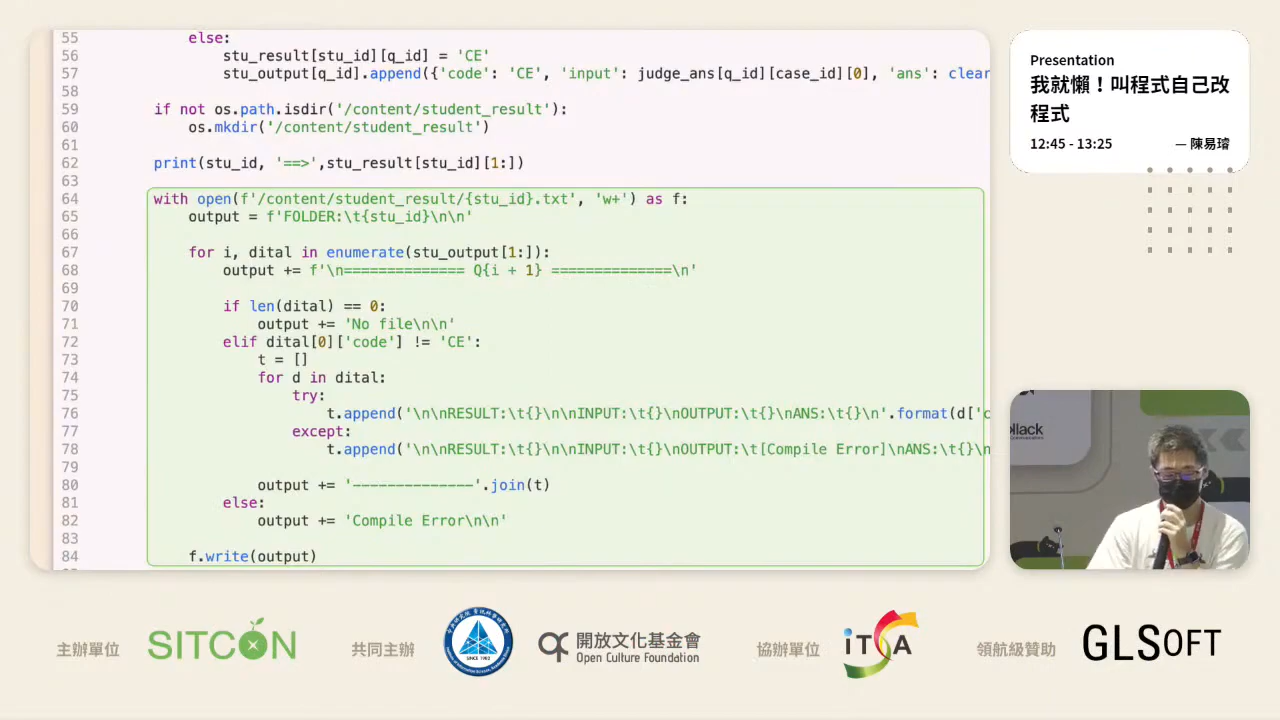 55 else:
56 stu_result[stu_id][q_id] = 'CE'
57 stu_output[q_id].append({'code': 'CE', 'input': judge_ans[q_id][case_id][0], 'ans': clear
58
59 if not os.path.isdir('/content/student_result'):
60 os.mkdir('/content/student_result')
61
62 print(stu_id, '==>',stu_result[stu_id][1:])
63
64 with open(f'/content/student_result/{stu_id}.txt', 'w+') as f:
65 output = f'FOLDER:\t{stu_id}\n\n'
66
67 for i, dital in enumerate(stu_output[1:]):
68 output += f'\n============== Q{i + 1} ==============\n'
69
70 if len(dital) == 0:
71 output += 'No file\n\n'
72 elif dital[0]['code'] != 'CE':
73 t = []
74 for d in dital:
75 try:
76 t.append('\n\nRESULT:\t{}\n\nINPUT:\t{}\nOUTPUT:\t{}\nANS:\t{}\n'.format(d['c
77 except:
78 t.append('\n\nRESULT:\t{}\n\nINPUT:\t{}\nOUTPUT:\t[Compile Error]\nANS:\t{}\n
79
80 output += '--------------'.join(t)
81 else:
82 output += 'Compile Error\n\n'
83
84 f.write(output)
Presentation
我就懶！叫程式自己改
程式
12:45 - 13:25 — 陳易璿
主辦單位
SITCON
共同主辦
SINCE 1982
開放文化基金會
Open Culture Foundation
協辦單位
iTSA
領航級贊助
GLSOFT